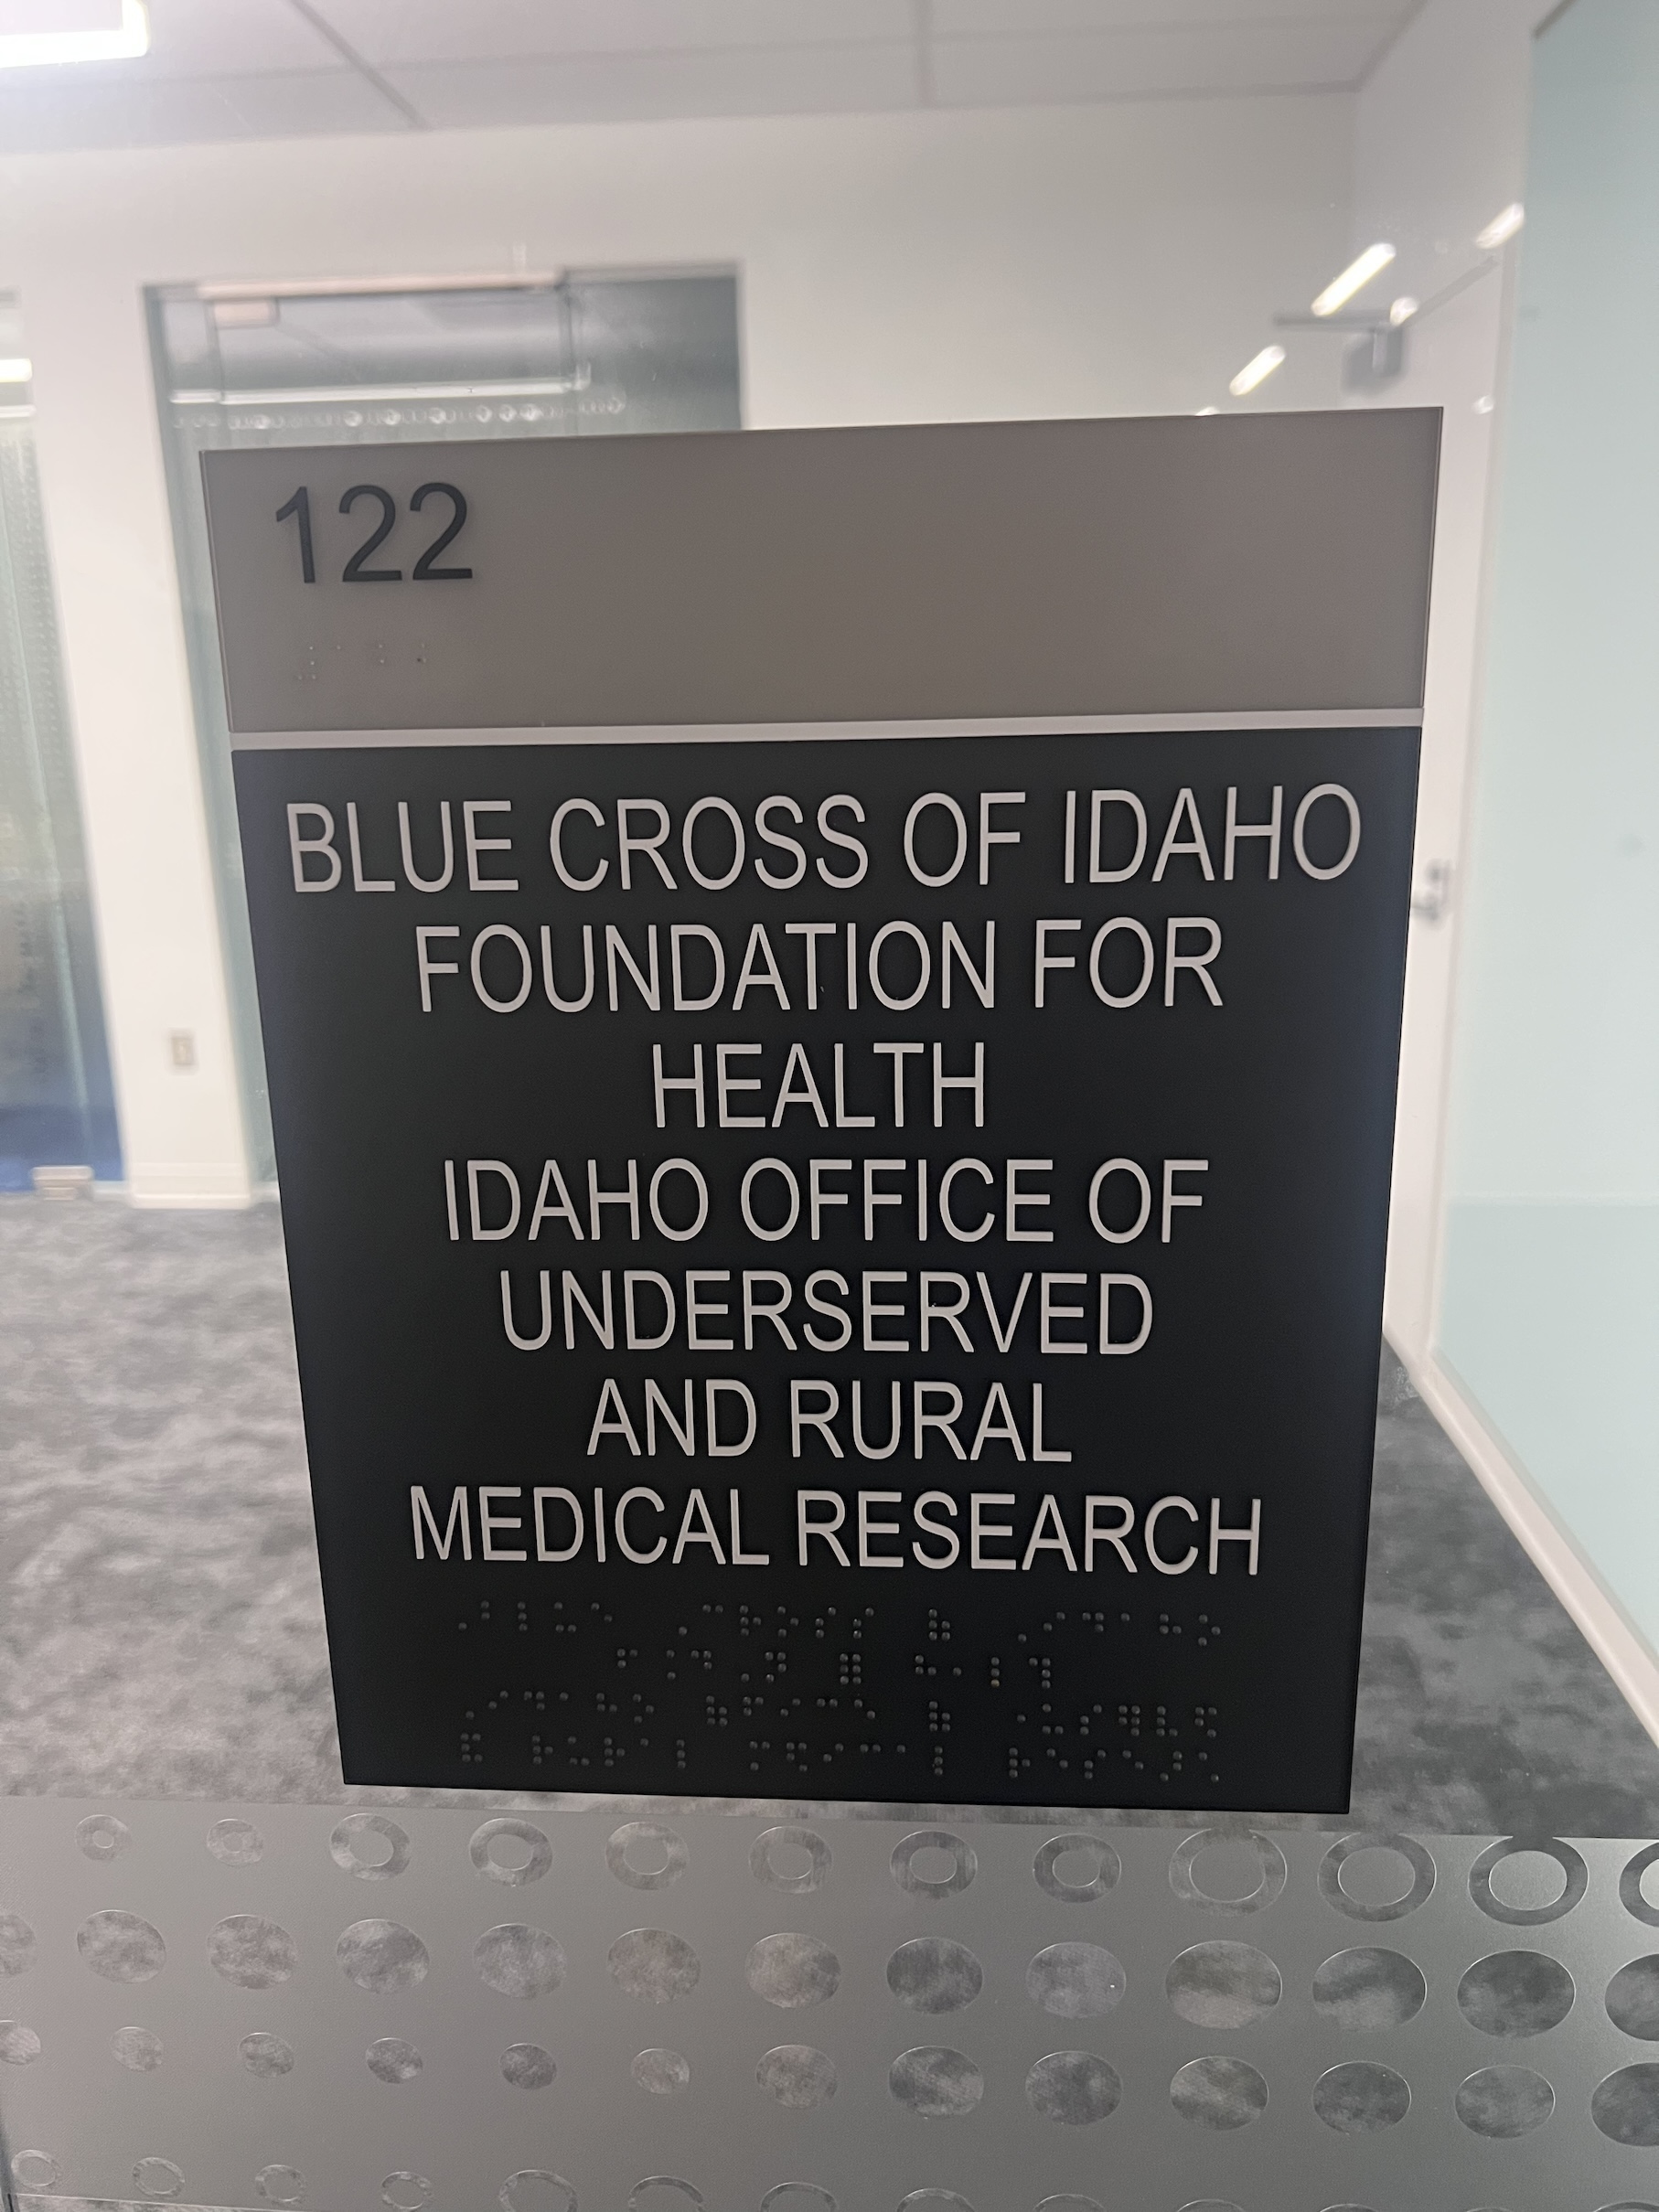 122
BLUE CROSS OF IDAHO
FOUNDATION FOR
HEALTH
IDAHO OFFICE OF
UNDERSERVED
AND RURAL
MEDICAL RESEARCH